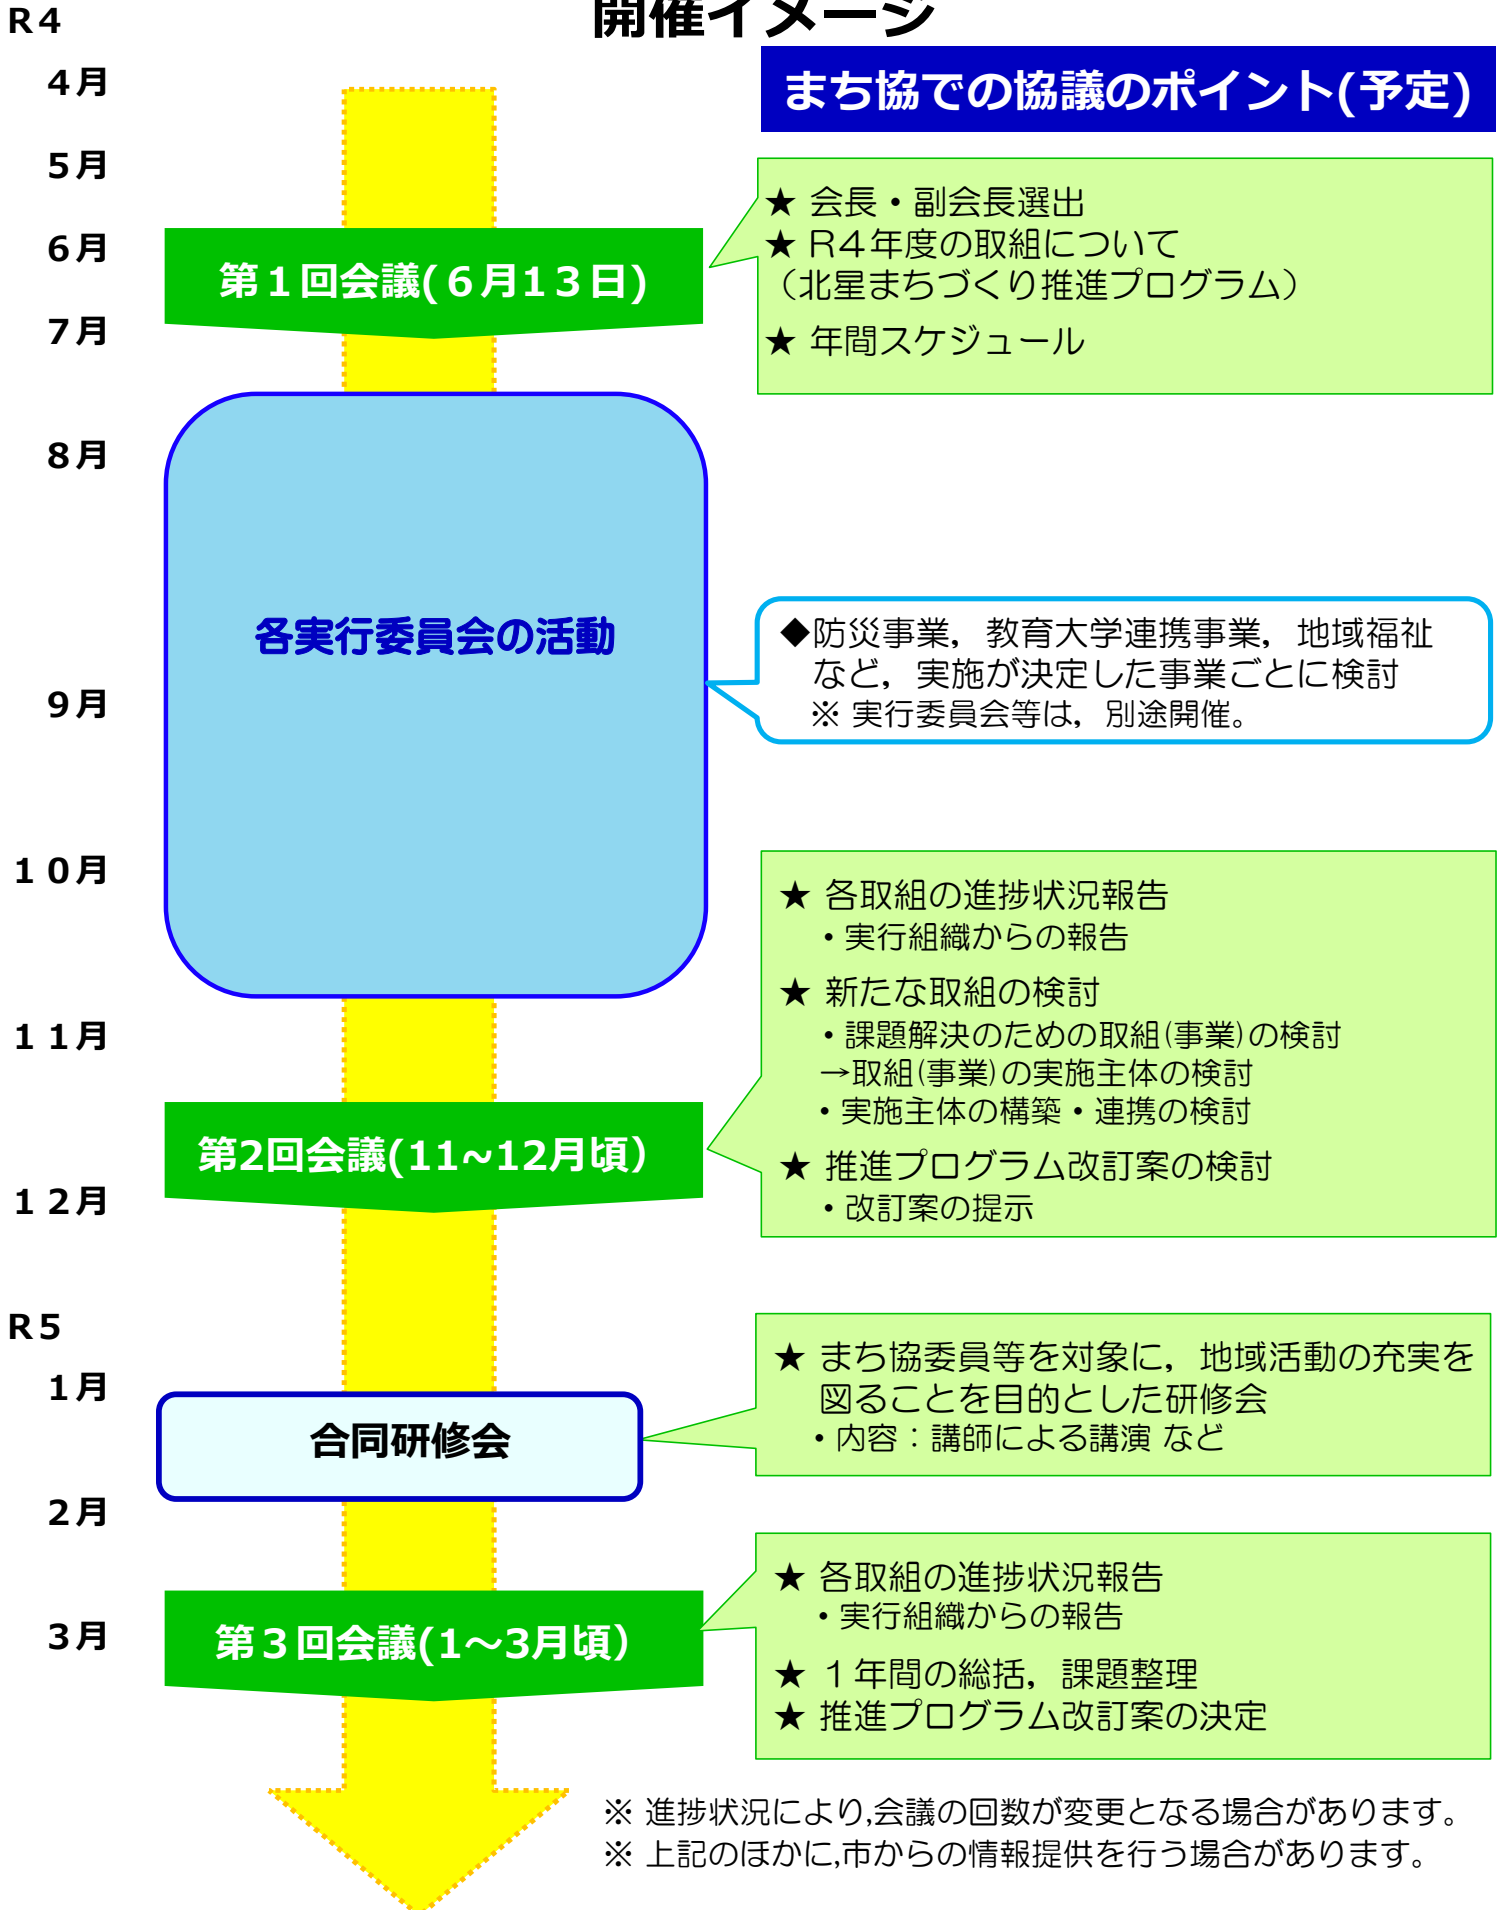 開催イメージ
R4
まち協での協議のポイント(予定)
4月
5月
6月
7月
第１回会議(６月1３日)
★ 会長・副会長選出
★ R4年度の取組について
（北星まちづくり推進プログラム）
★ 年間スケジュール
8月
9月
10月
各実行委員会の活動
◆防災事業，教育大学連携事業，地域福祉
など，実施が決定した事業ごとに検討
※ 実行委員会等は，別途開催。
11月
12月
第2回会議(11~12月頃）
★ 各取組の進捗状況報告
・実行組織からの報告
★ 新たな取組の検討
・課題解決のための取組(事業)の検討
→取組(事業)の実施主体の検討
・実施主体の構築・連携の検討
★ 推進プログラム改訂案の検討
・改訂案の提示
R5
1月
合同研修会
★ まち協委員等を対象に，地域活動の充実を
図ることを目的とした研修会
・内容：講師による講演 など
2月
3月
第３回会議(1～3月頃）
★ 各取組の進捗状況報告
・実行組織からの報告
★ １年間の総括，課題整理
★ 推進プログラム改訂案の決定
※ 進捗状況により,会議の回数が変更となる場合があります。
※ 上記のほかに,市からの情報提供を行う場合があります。